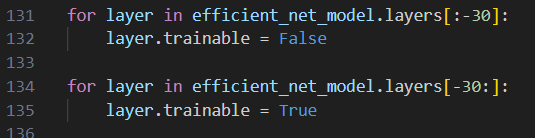 131 for layer in efficient_net_model.layers[:-30]:
132     layer.trainable = False
133
134 for layer in efficient_net_model.layers[-30:]:
135     layer.trainable = True
136